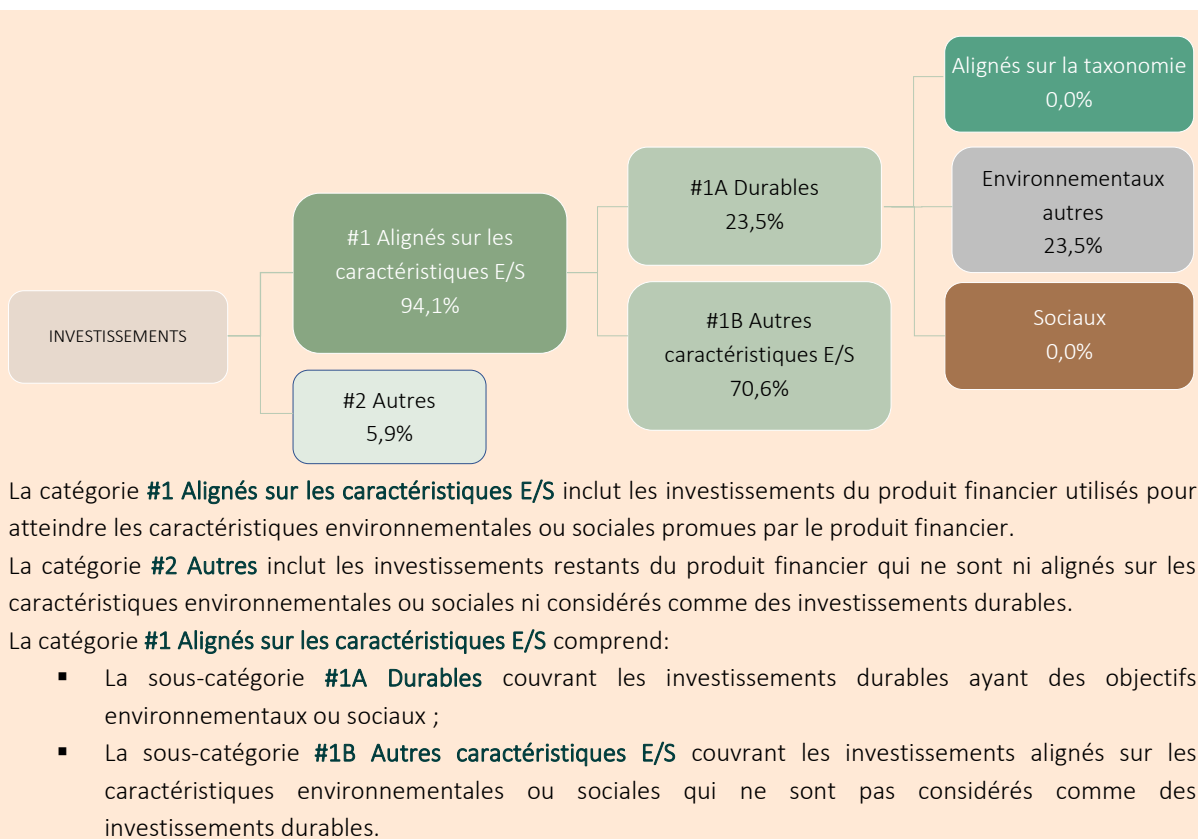 INVESTISSEMENTS
#1 Alignés sur les
caractéristiques E/S
94,1%
#2 Autres
5,9%
#1A Durables
23,5%
#1B Autres
caractéristiques E/S
70,6%
Alignés sur la taxonomie
0,0%
Environnementaux
autres
23,5%
Sociaux
0,0%
La catégorie #1 Alignés sur les caractéristiques E/S inclut les investissements du produit financier utilisés pour
atteindre les caractéristiques environnementales ou sociales promues par le produit financier.
La catégorie #2 Autres inclut les investissements restants du produit financier qui ne sont ni alignés sur les
caractéristiques environnementales ou sociales ni considérés comme des investissements durables.
La catégorie #1 Alignés sur les caractéristiques E/S comprend:
▪ La sous-catégorie #1A Durables couvrant les investissements durables ayant des objectifs
environnementaux ou sociaux ;
▪ La sous-catégorie #1B Autres caractéristiques E/S couvrant les investissements alignés sur les
caractéristiques environnementales ou sociales qui ne sont pas considérés comme des
investissements durables.